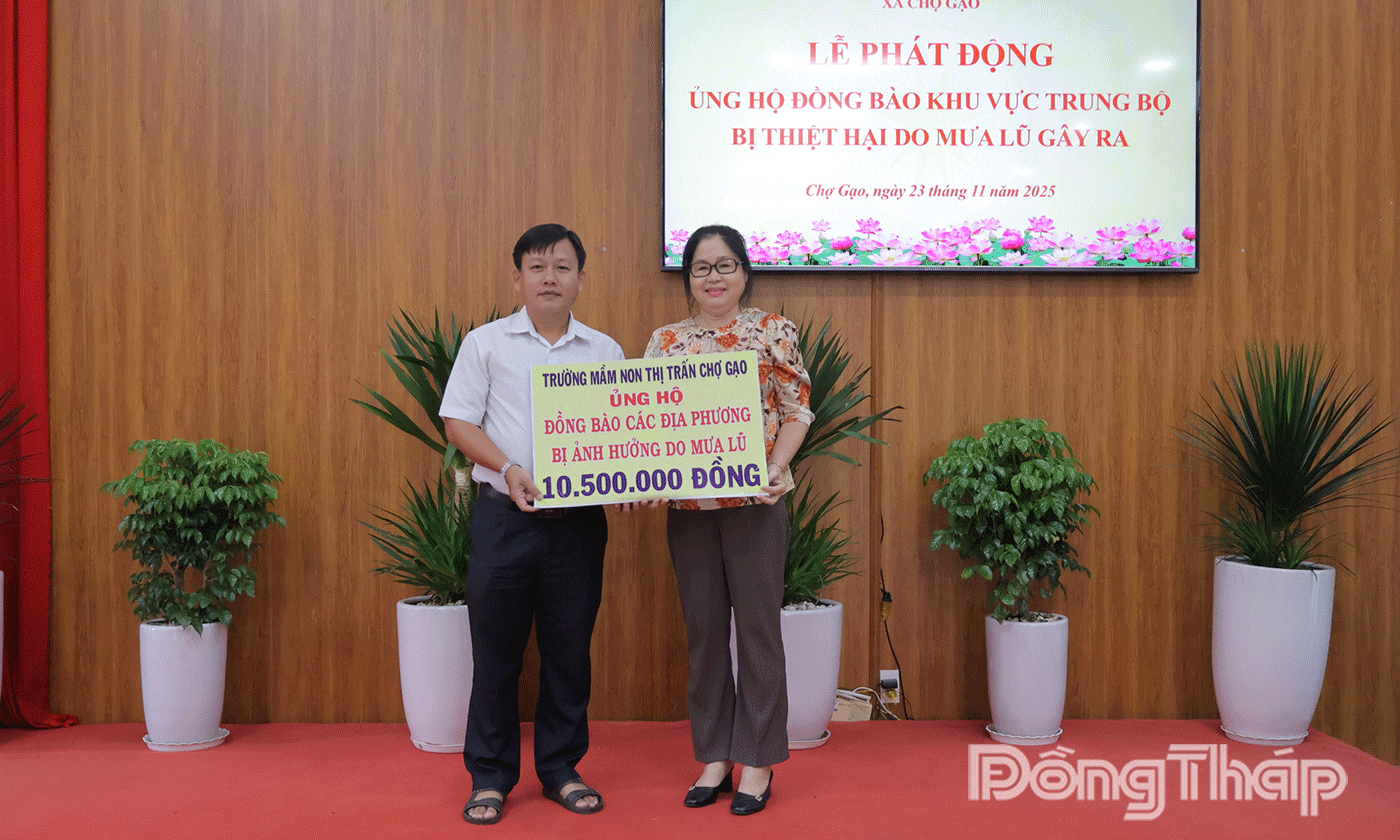 XÃ CHỢ GẠO
LỄ PHÁT ĐỘNG
ỦNG HỘ ĐỒNG BÀO KHU VỰC TRUNG BỘ
BỊ THIỆT HẠI DO MƯA LŨ GÂY RA
Chợ Gạo, ngày 23 tháng 11 năm 2025
TRƯỜNG MẦM NON THỊ TRẤN CHỢ GẠO
ỦNG HỘ
ĐỒNG BÀO CÁC ĐỊA PHƯƠNG
BỊ ẢNH HƯỞNG DO MƯA LŨ
10.500.000 ĐỒNG
Đồng Tháp